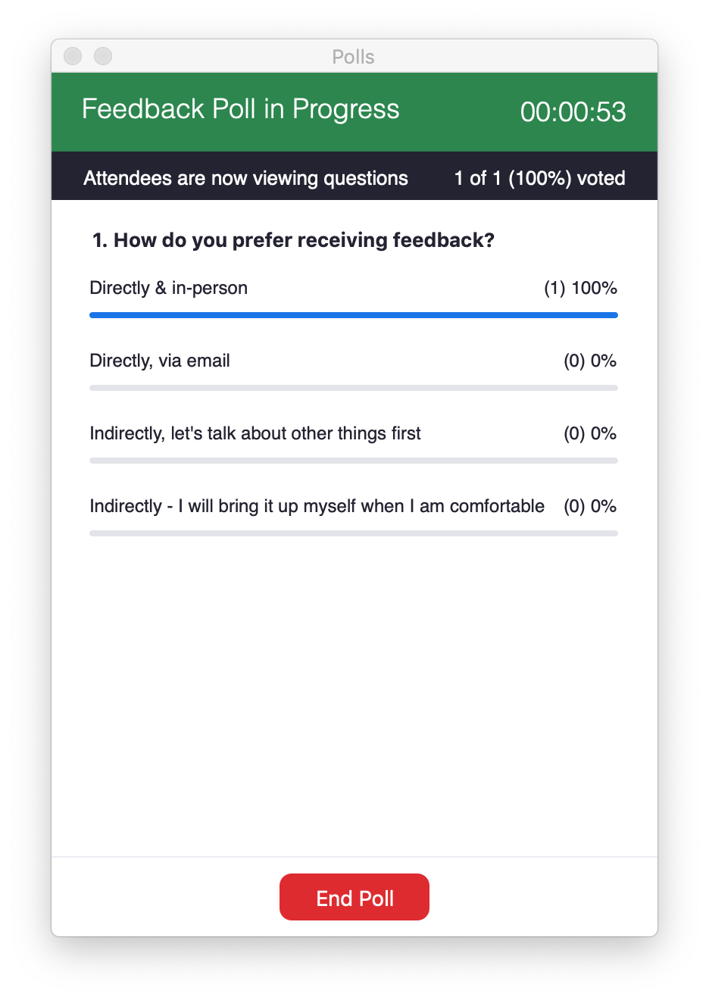 Polls
Feedback Poll in Progress 00:00:53
Attendees are now viewing questions 1 of 1 (100%) voted
1. How do you prefer receiving feedback?
Directly & in-person (1) 100%
Directly, via email (0) 0%
Indirectly, let's talk about other things first (0) 0%
Indirectly - I will bring it up myself when I am comfortable (0) 0%
End Poll